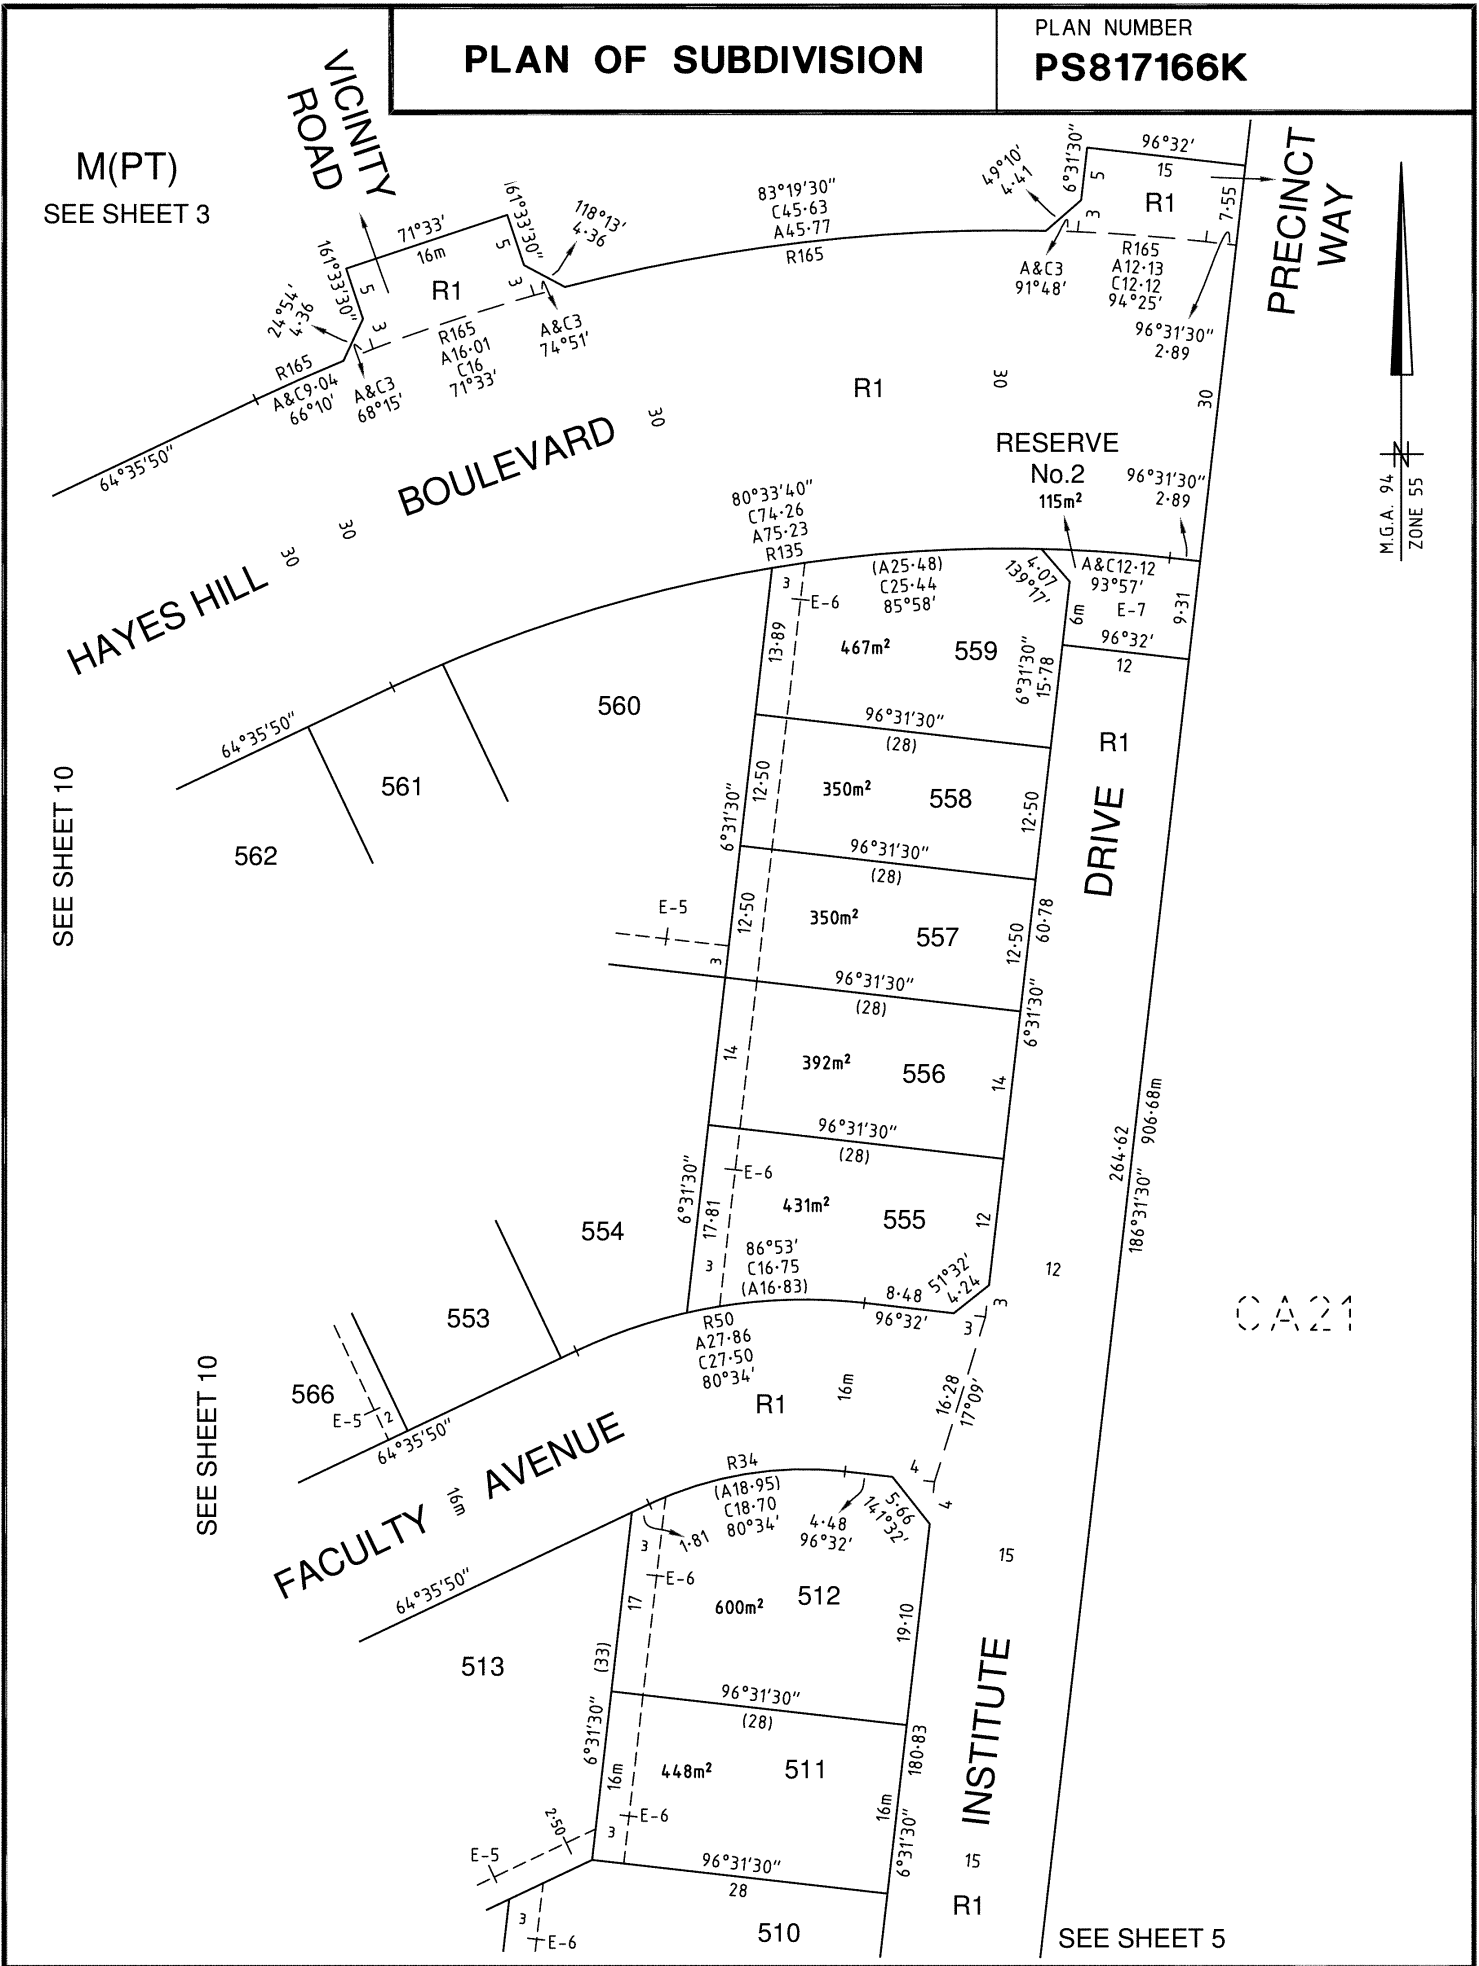 PLAN OF SUBDIVISION
PLAN NUMBER
PS817166K
M(PT)
SEE SHEET 3
VICINITY
ROAD
PRECINCT
WAY
161°33'30"
5
71°33'
16m
161°33'30"
5
118°13'
4·36
R1
3
3
24°54'
4·36
R165
A16·01
C16
71°33'
A&C3
74°51'
A&C3
68°15'
R165
A&C9·04
66°10'
64°35'50"
83°19'30"
C45·63
A45·77
R165
49°10'
4·41
6°31'30"
5
96°32'
15
R1
7·55
3
A&C3
91°48'
R165
A12·13
C12·12
94°25'
96°31'30"
2·89
R1
30
30
30
30
30
HAYES HILL BOULEVARD
M.G.A. 94
ZONE 55
N
RESERVE
No.2
115m²
96°31'30"
2·89
80°33'40"
C74·26
A75·23
R135
3
E-6
(A25·48)
C25·44
85°58'
4·07
139°17'
A&C12·12
93°57'
6m
E-7
9·31
96°32'
12
13·89
467m²
559
6°31'30"
15·78
96°31'30"
(28)
64°35'50"
560
561
562
SEE SHEET 10
R1
DRIVE
6°31'30"
12·50
350m²
558
12·50
96°31'30"
(28)
E-5
3
12·50
350m²
557
12·50
60·78
6°31'30"
96°31'30"
(28)
14
392m²
556
14
96°31'30"
(28)
6°31'30"
17·81
E-6
431m²
555
12
3
86°53'
C16·75
(A16·83)
8·48
96°32'
51°32'
4·24
3
3
12
264·62
906·68m
186°31'30"
CA21
554
553
566
E-5
2
64°35'50"
SEE SHEET 10
R50
A27·86
C27·50
80°34'
R1
16m
16·28
17°09'
4
4
FACULTY AVENUE
16m
64°35'50"
R34
(A18·95)
C18·70
80°34'
4·48
96°32'
5·66
141°32'
1·81
3
E-6
17
600m²
512
19·10
15
513
(33)
6°31'30"
96°31'30"
(28)
16m
448m²
511
16m
180·83
6°31'30"
INSTITUTE
15
R1
E-6
3
2·50
E-5
96°31'30"
28
3
E-6
510
SEE SHEET 5